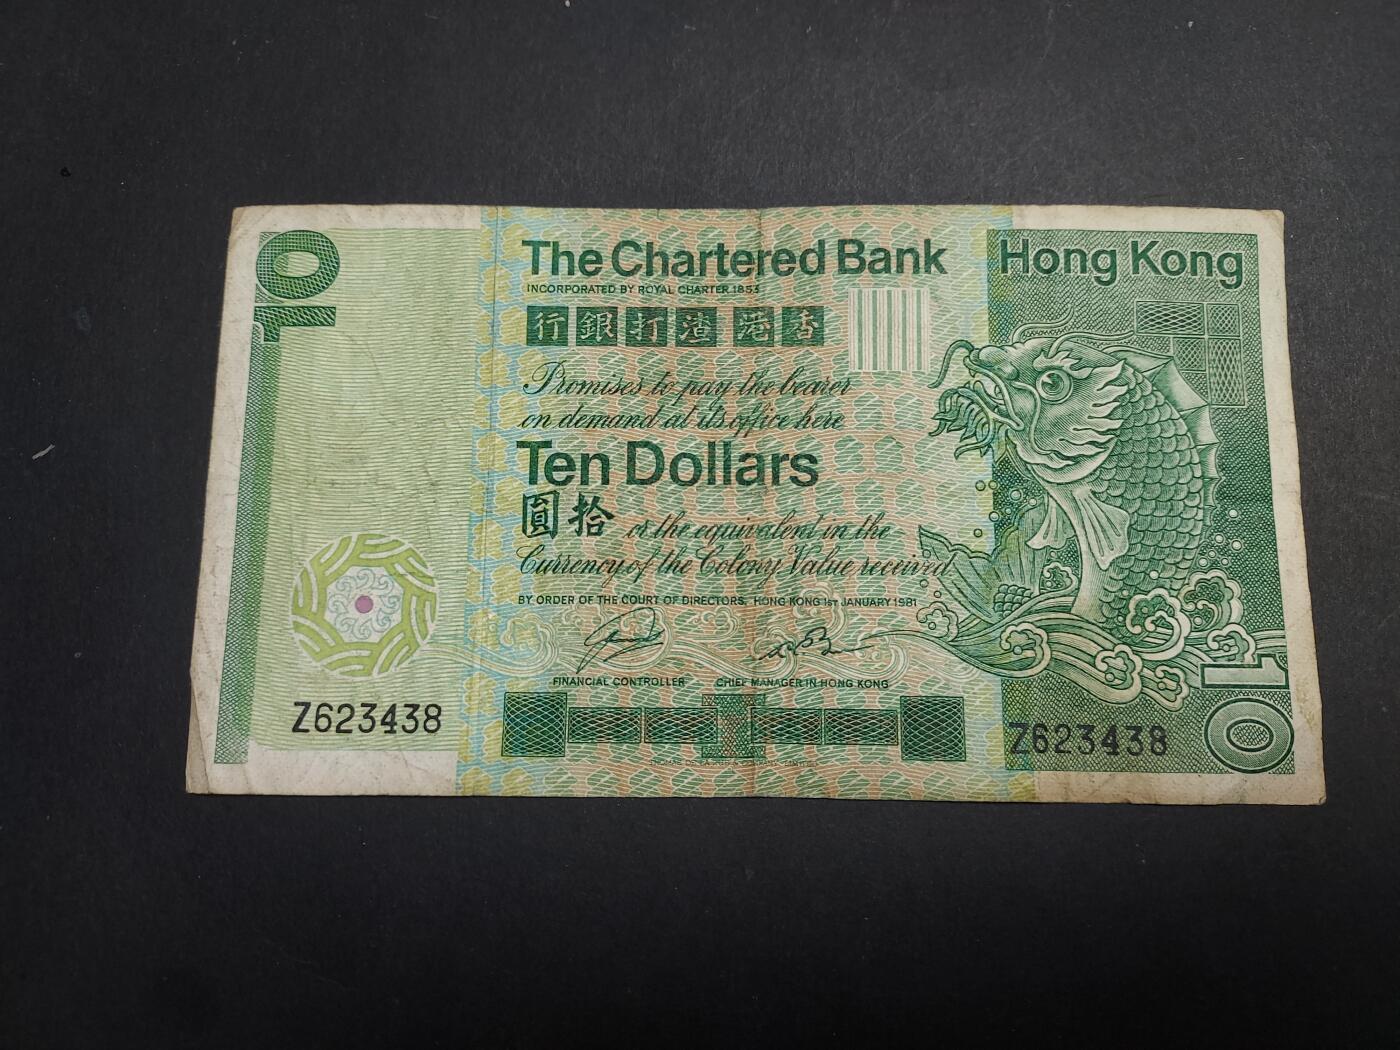 10
The Chartered Bank
Hong Kong
INCORPORATED BY ROYAL CHARTER 1853
行銀打渣港香
Promises to pay the bearer
on demand at its office here
Ten Dollars
圓拾 or the equivalent in the
Currency of the Colony Value received
BY ORDER OF THE COURT OF DIRECTORS, HONG KONG 1ST JANUARY 1981
FINANCIAL CONTROLLER
CHIEF MANAGER IN HONG KONG
Z623438
Z623438
10